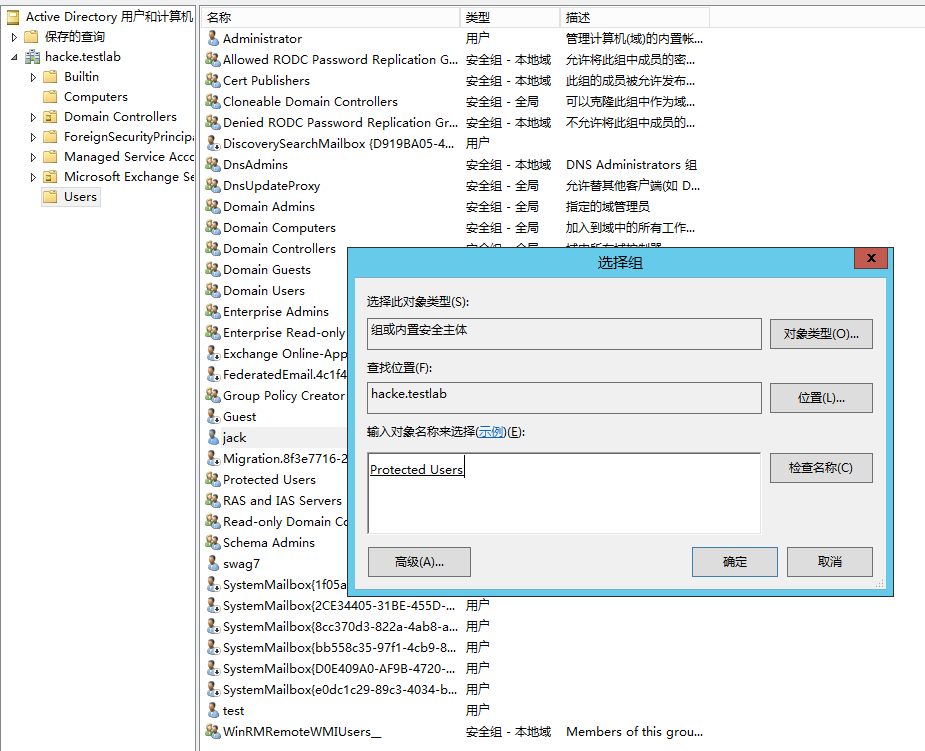 Active Directory 用户和计算机
保存的查询
hacke.testlab
Builtin
Computers
Domain Controllers
ForeignSecurityPrincipa
Managed Service Acc
Microsoft Exchange Se
Users
名称 类型 描述
Administrator 用户 管理计算机(域)的内置帐...
Allowed RODC Password Replication G... 安全组 - 本地域 允许将此组中成员的密...
Cert Publishers 安全组 - 本地域 此组的成员被允许发布...
Cloneable Domain Controllers 安全组 - 全局 可以克隆此组中作为域...
Denied RODC Password Replication Gr... 安全组 - 本地域 不允许将此组中成员的...
DiscoverySearchMailbox {D919BA05-4... 用户
DnsAdmins 安全组 - 本地域 DNS Administrators 组
DnsUpdateProxy 安全组 - 全局 允许替其他客户端(如 D...
Domain Admins 安全组 - 全局 指定的域管理员
Domain Computers 安全组 - 全局 加入到域中的所有工作...
Domain Controllers
Domain Guests
Domain Users
Enterprise Admins
Enterprise Read-only
Exchange Online-App
FederatedEmail.4c1f4
Group Policy Creator
Guest
jack
Migration.8f3e7716-2
Protected Users
RAS and IAS Servers
Read-only Domain Co
Schema Admins
swag7
SystemMailbox{1f05a
SystemMailbox{2CE34405-31BE-455D-... 用户
SystemMailbox{8cc370d3-822a-4ab8-a... 用户
SystemMailbox{bb558c35-97f1-4cb9-8... 用户
SystemMailbox{D0E409A0-AF9B-4720-... 用户
SystemMailbox{e0dc1c29-89c3-4034-b... 用户
test 用户
WinRMRemoteWMIUsers__ 安全组 - 本地域 Members of this grou...
选择组
x
选择此对象类型(S):
组或内置安全主体
对象类型(O)...
查找位置(F):
hacke.testlab
位置(L)...
输入对象名称来选择(示例)(E):
Protected Users
检查名称(C)
高级(A)...
确定
取消